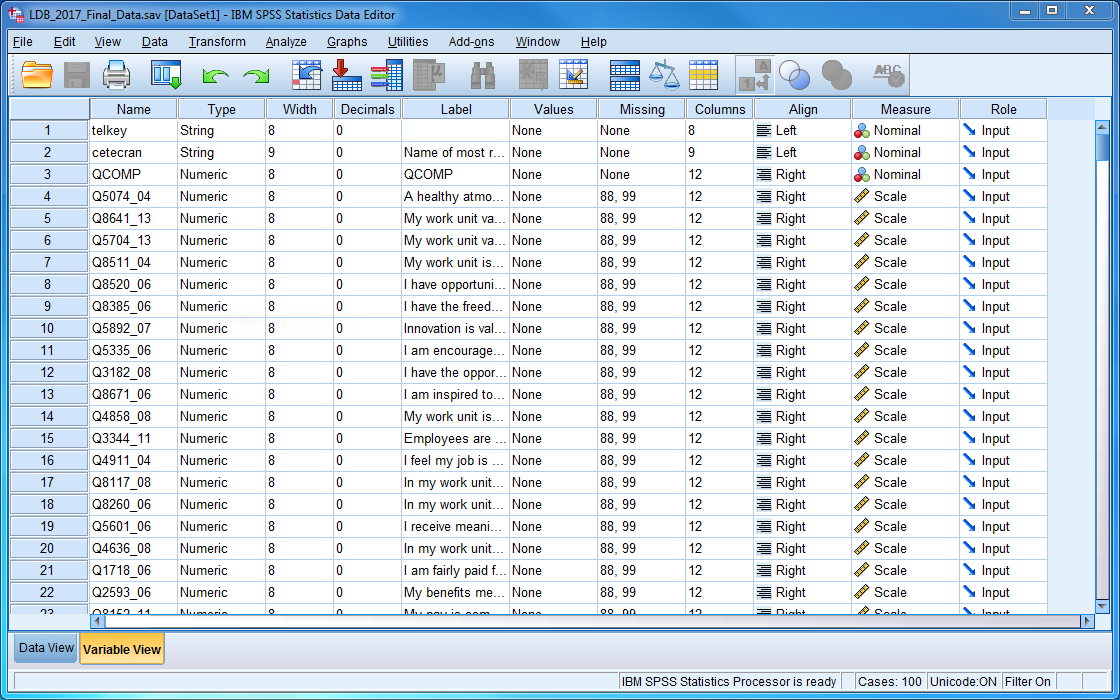 LDB_2017_Final_Data.sav [DataSet1] - IBM SPSS Statistics Data Editor
File Edit View Data Transform Analyze Graphs Utilities Add-ons Window Help
1 A ABC
Name Type Width Decimals Label Values Missing Columns Align Measure Role
1 telkey String 8 0 None None 8 Left Nominal Input
2 cetecran String 9 0 Name of most r... None None 9 Left Nominal Input
3 QCOMP Numeric 8 0 QCOMP None None 12 Right Nominal Input
4 Q5074_04 Numeric 8 0 A healthy atmo... None 88, 99 12 Right Scale Input
5 Q8641_13 Numeric 8 0 My work unit va... None 88, 99 12 Right Scale Input
6 Q5704_13 Numeric 8 0 My work unit va... None 88, 99 12 Right Scale Input
7 Q8511_04 Numeric 8 0 My work unit is... None 88, 99 12 Right Scale Input
8 Q8520_06 Numeric 8 0 I have opportuni... None 88, 99 12 Right Scale Input
9 Q8385_06 Numeric 8 0 I have the freed... None 88, 99 12 Right Scale Input
10 Q5892_07 Numeric 8 0 Innovation is val... None 88, 99 12 Right Scale Input
11 Q5335_06 Numeric 8 0 I am encourage... None 88, 99 12 Right Scale Input
12 Q3182_08 Numeric 8 0 I have the oppor... None 88, 99 12 Right Scale Input
13 Q8671_06 Numeric 8 0 I am inspired to... None 88, 99 12 Right Scale Input
14 Q4858_08 Numeric 8 0 My work unit is... None 88, 99 12 Right Scale Input
15 Q3344_11 Numeric 8 0 Employees are ... None 88, 99 12 Right Scale Input
16 Q4911_04 Numeric 8 0 I feel my job is ... None 88, 99 12 Right Scale Input
17 Q8117_08 Numeric 8 0 In my work unit... None 88, 99 12 Right Scale Input
18 Q8260_06 Numeric 8 0 In my work unit... None 88, 99 12 Right Scale Input
19 Q5601_06 Numeric 8 0 I receive meani... None 88, 99 12 Right Scale Input
20 Q4636_08 Numeric 8 0 In my work unit... None 88, 99 12 Right Scale Input
21 Q1718_06 Numeric 8 0 I am fairly paid f... None 88, 99 12 Right Scale Input
22 Q2593_06 Numeric 8 0 My benefits me... None 88, 99 12 Right Scale Input
23 Q8152_11 Numeric 8 0 My pay is com... None 88, 99 12 Right Scale Input
Data View Variable View
IBM SPSS Statistics Processor is ready Cases: 100 Unicode:ON Filter On